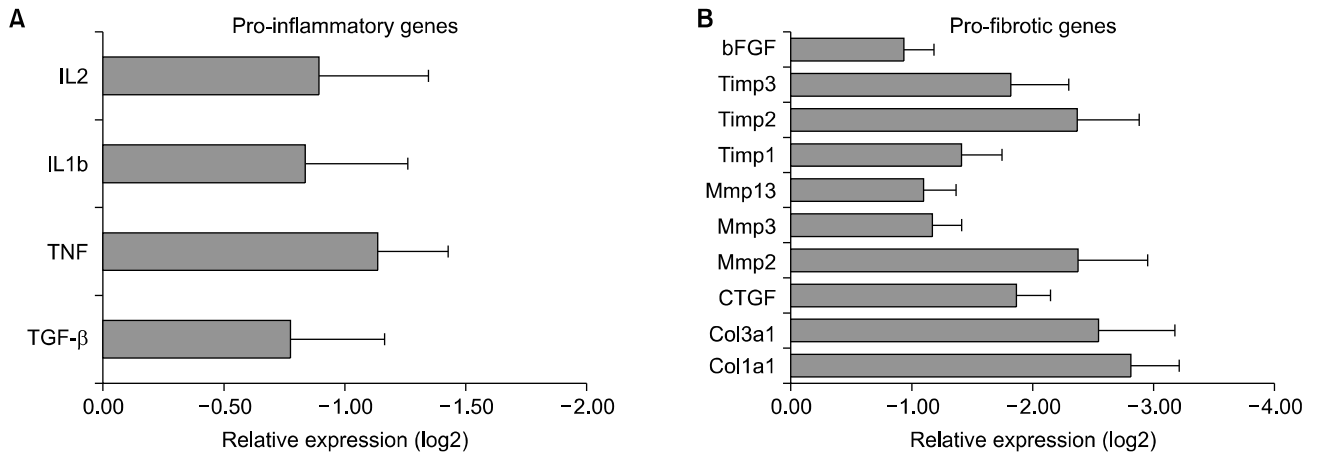 A
Pro-inflammatory genes
IL2
IL1b
TNF
TGF-β
0.00 −0.50 −1.00 −1.50 −2.00
Relative expression (log2)
B
Pro-fibrotic genes
bFGF
Timp3
Timp2
Timp1
Mmp13
Mmp3
Mmp2
CTGF
Col3a1
Col1a1
0.00 −1.00 −2.00 −3.00 −4.00
Relative expression (log2)